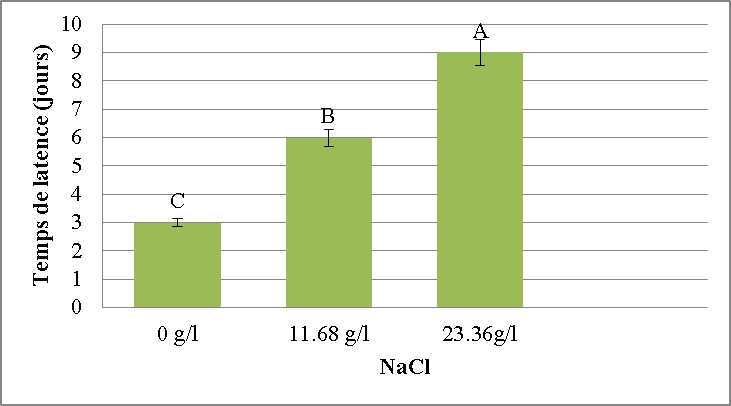 Temps de latence (jours)
10
9
8
7
6
5
4
3
2
1
0
C
B
A
0 g/l
11.68 g/l
23.36g/l
NaCl